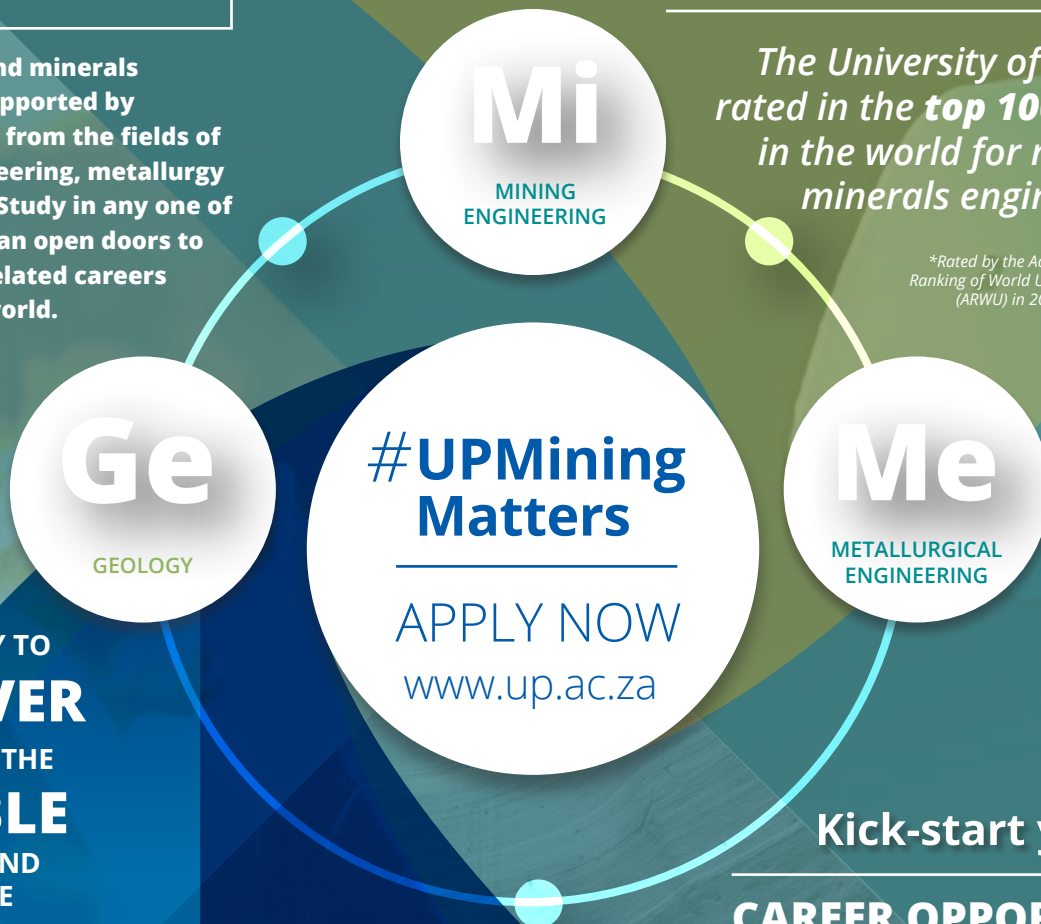 nd minerals
pported by
from the fields of
eering, metallurgy
Study in any one of
an open doors to
elated careers
orld.
Mi
MINING
ENGINEERING
The University of
rated in the top 10
in the world for
minerals engin
*Rated by the Ac
Ranking of World U
(ARWU) in 20
Ge
GEOLOGY
#UPMining
Matters
APPLY NOW
www.up.ac.za
Me
METALLURGICAL
ENGINEERING
Y TO
VER
THE
BLE
ND
E
Kick-start y
CAREER OPPOR